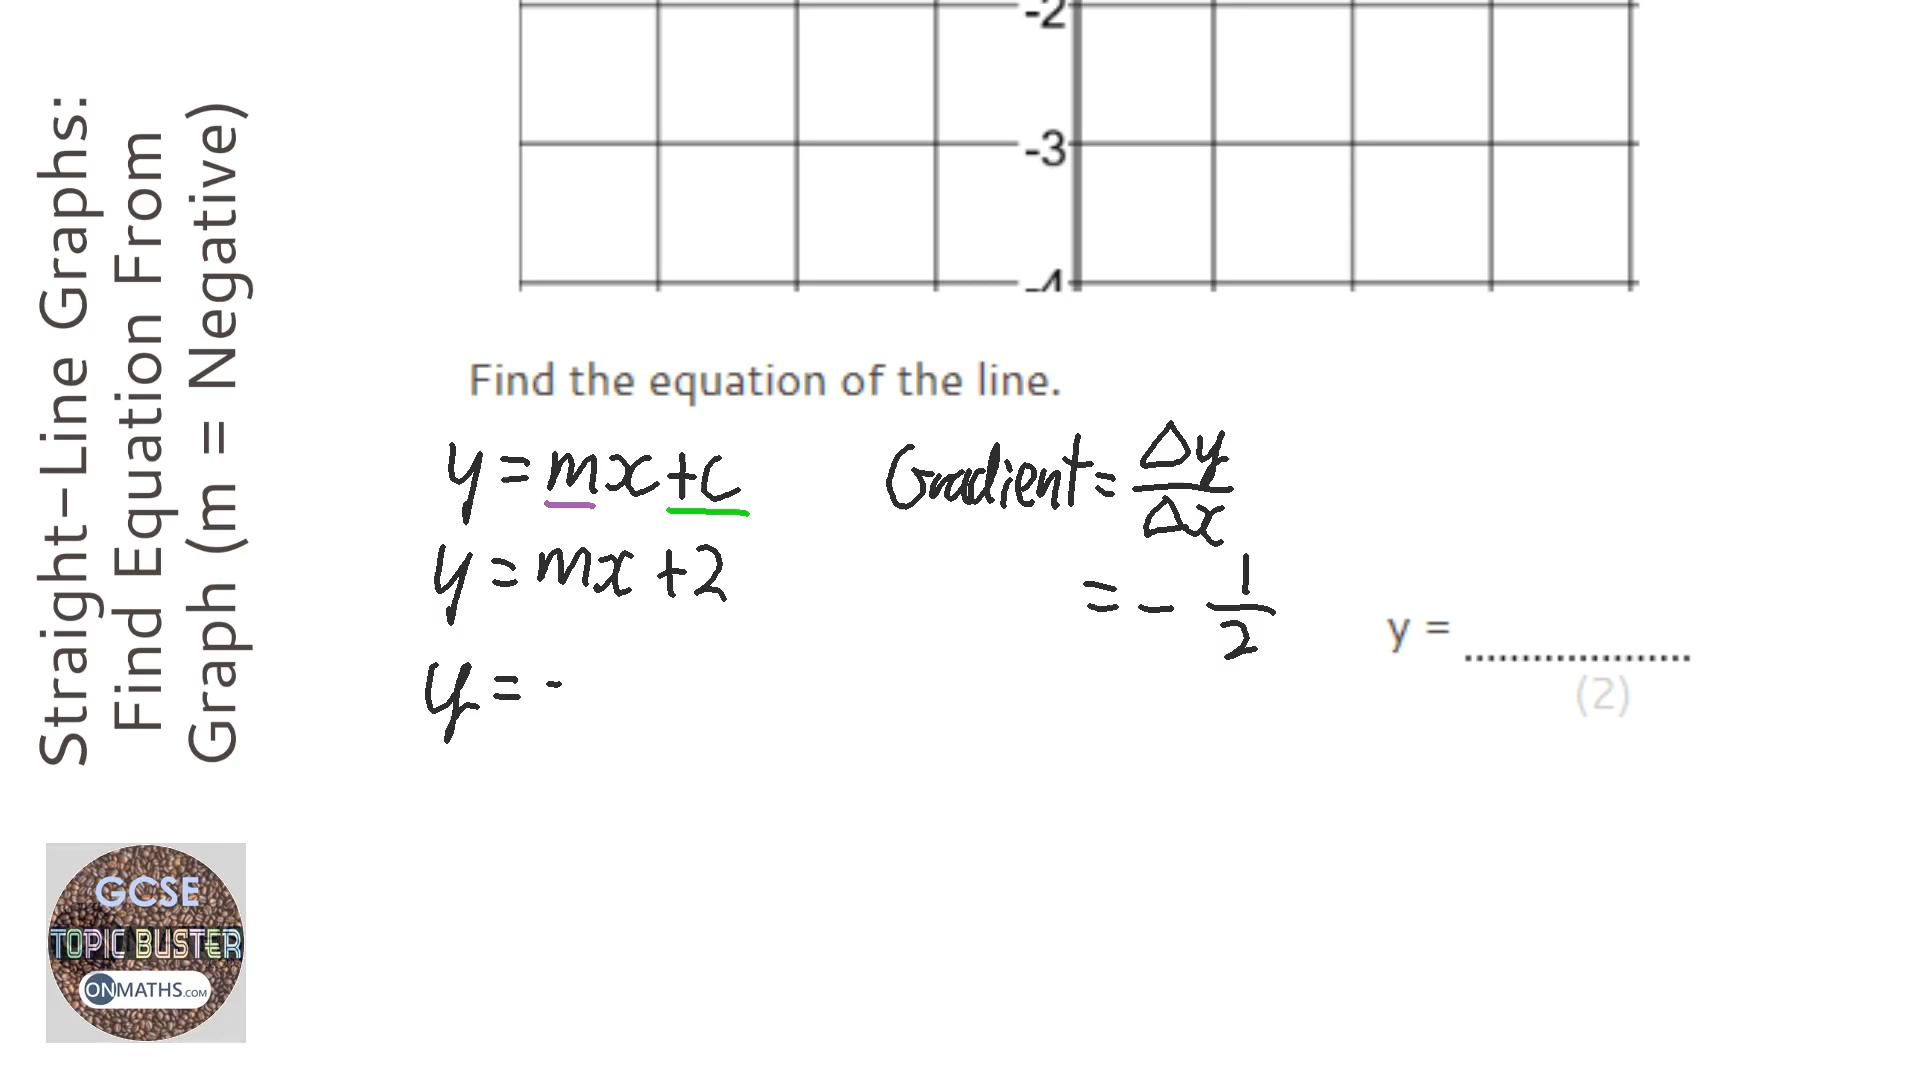 Straight-Line Graphs:
Find Equation From
Graph (m = Negative)
-2
-3
-4
Find the equation of the line.
y = mx + c
Gradient = Δy/Δx
y = mx + 2
= - 1/2
y = -
y = ....................
(2)
GCSE
TOPIC BUSTER
ONMATHS.COM